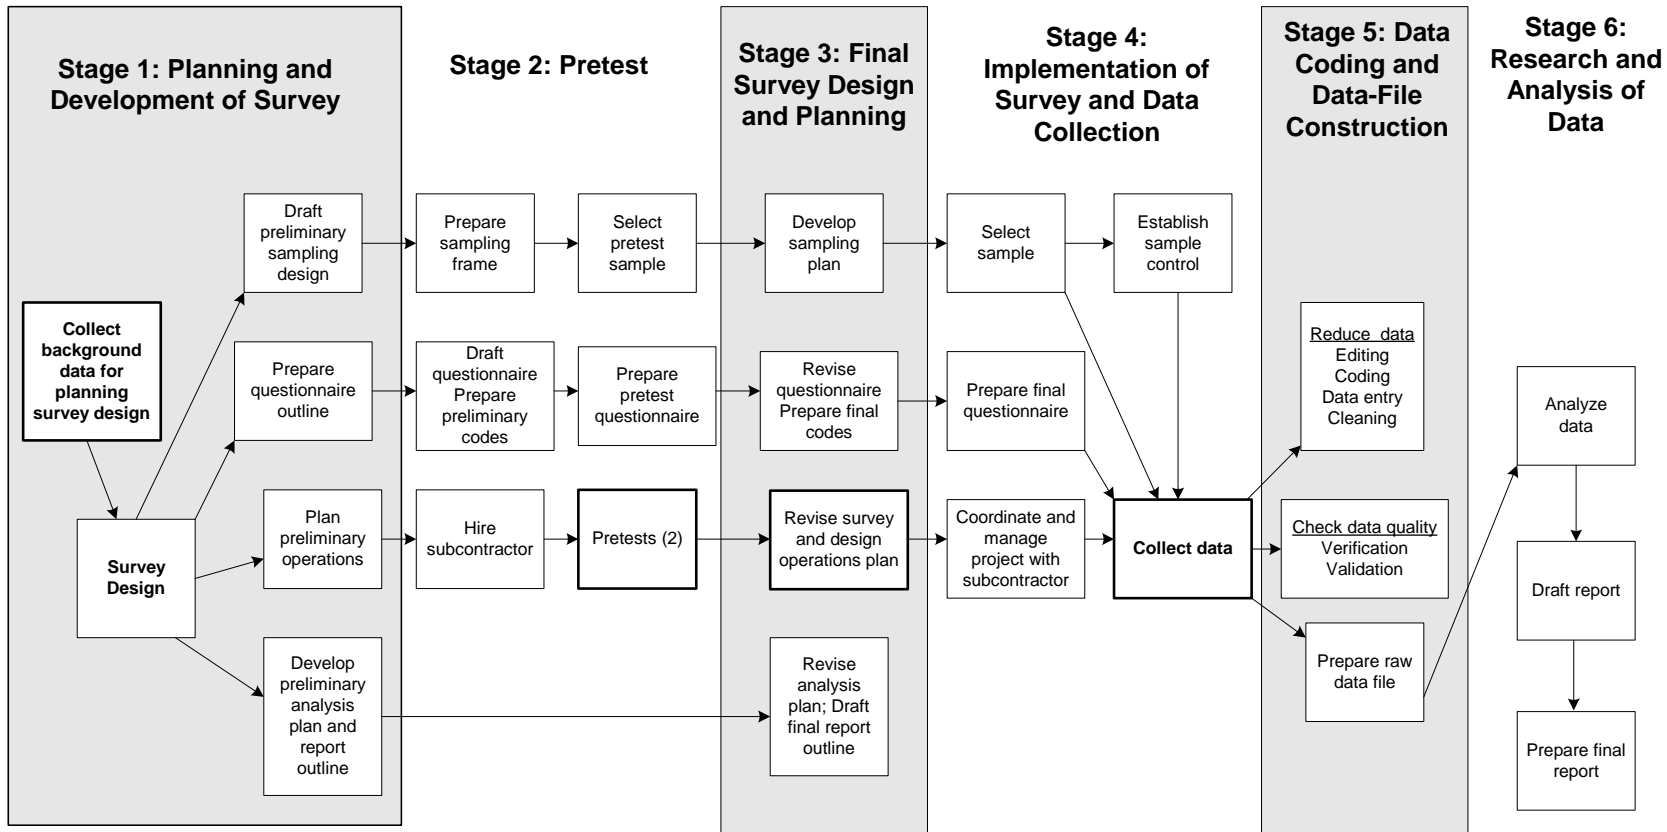 Stage 1: Planning and
Development of Survey
Stage 2: Pretest
Stage 3: Final
Survey Design
and Planning
Stage 4:
Implementation of
Survey and Data
Collection
Stage 5: Data
Coding and
Data-File
Construction
Stage 6:
Research and
Analysis of
Data
Draft
preliminary
sampling
design
Prepare
sampling
frame
Select
pretest
sample
Develop
sampling
plan
Select
sample
Establish
sample
control
Collect
background
data for
planning
survey design
Prepare
questionnaire
outline
Draft
questionnaire
Prepare
preliminary
codes
Prepare
pretest
questionnaire
Revise
questionnaire
Prepare final
codes
Prepare final
questionnaire
Reduce data
Editing
Coding
Data entry
Cleaning
Analyze
data
Survey
Design
Plan
preliminary
operations
Hire
subcontractor
Pretests (2)
Revise survey
and design
operations plan
Coordinate and
manage
project with
subcontractor
Collect data
Check data quality
Verification
Validation
Draft report
Develop
preliminary
analysis
plan and
report
outline
Revise
analysis
plan; Draft
final report
outline
Prepare raw
data file
Prepare final
report